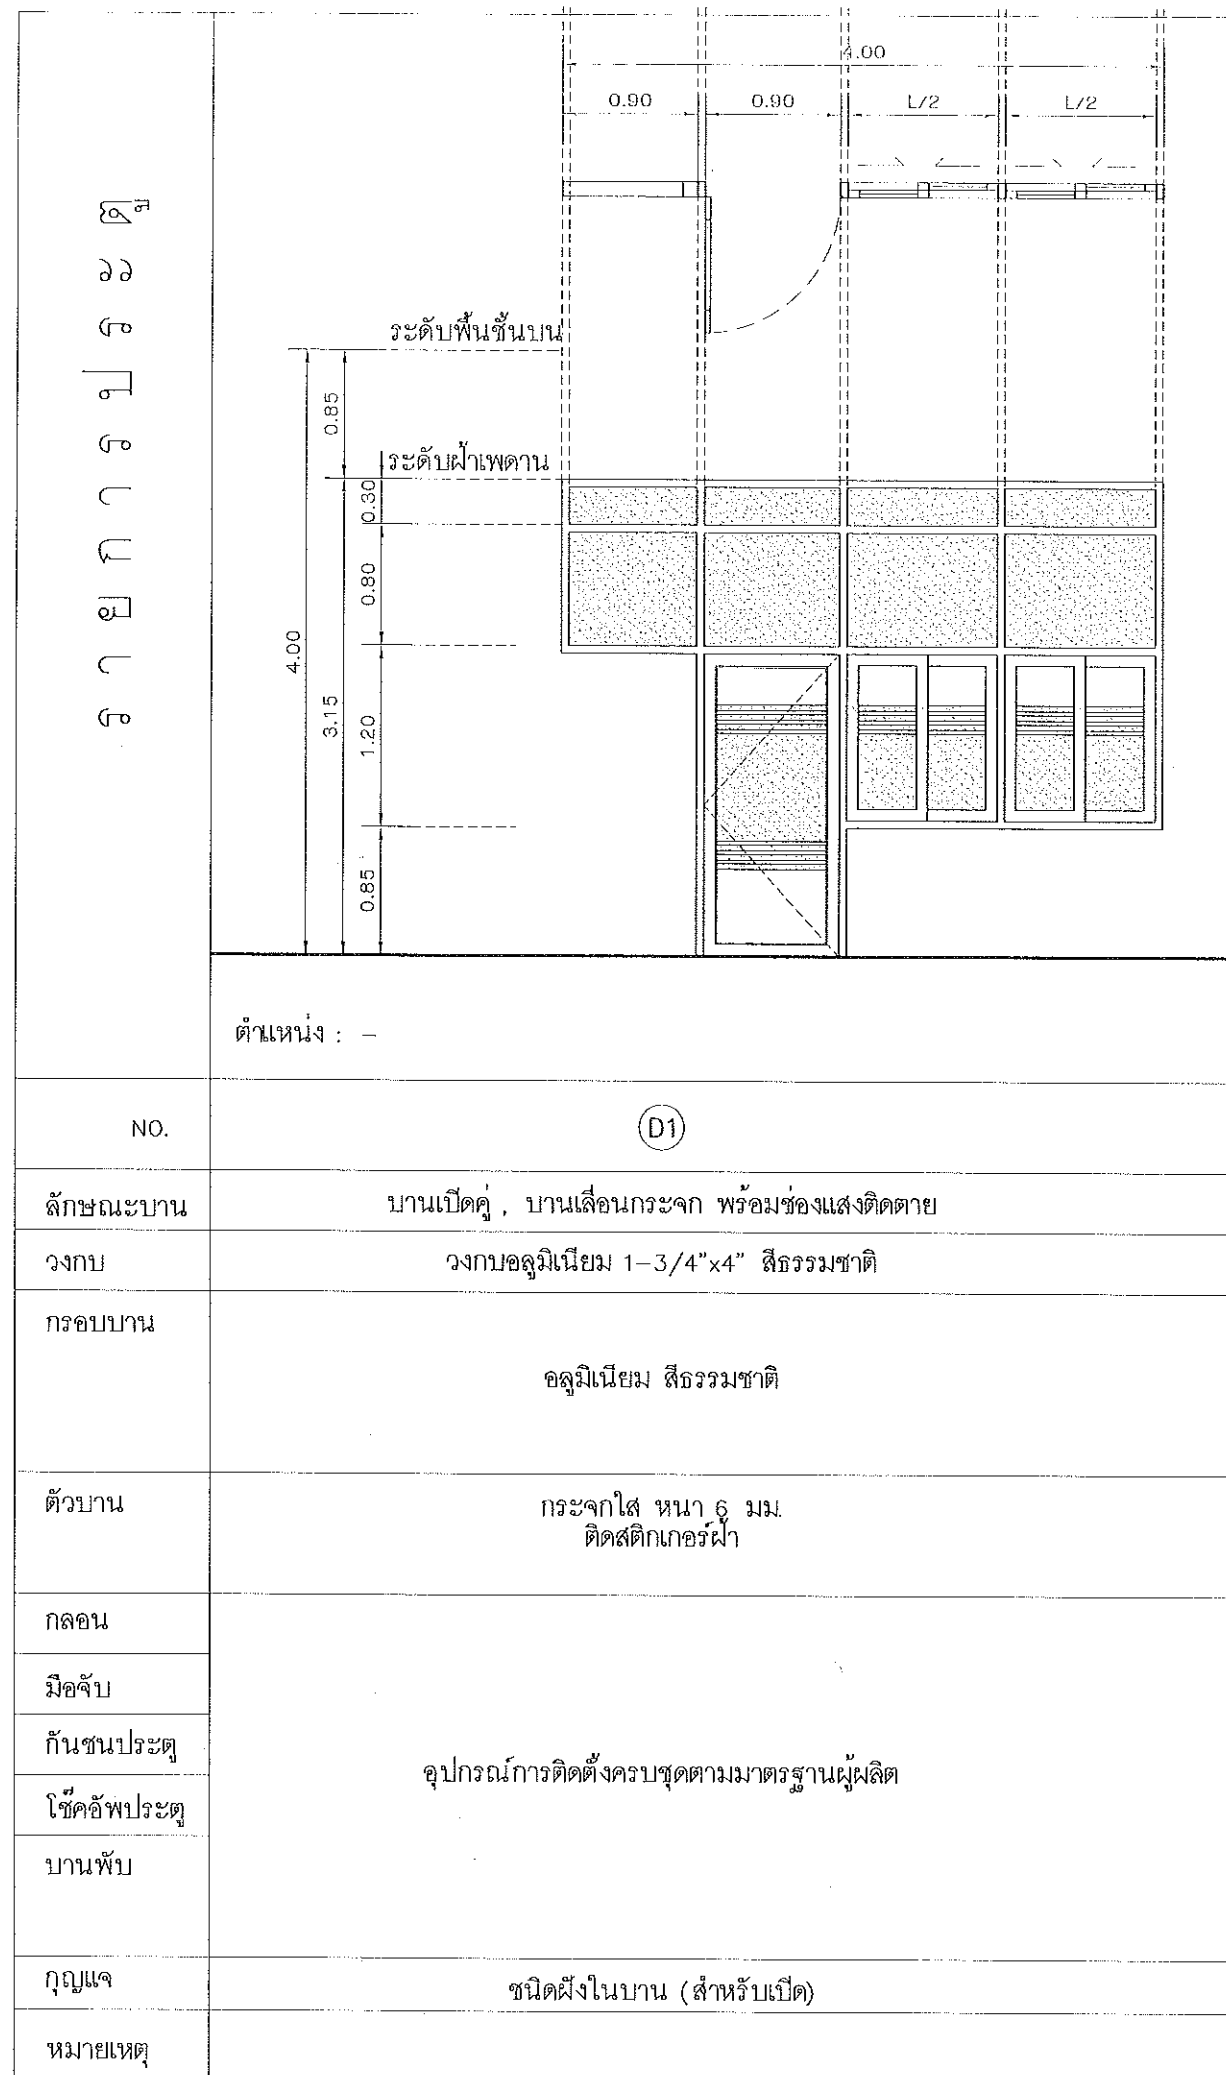 รายการประตู
4.00
0.90 0.90 L/2 L/2
ระดับพื้นชั้นบน
0.85
ระดับฝ้าเพดาน
0.30
0.80
4.00
3.15
1.20
0.85
ตำแหน่ง : -
NO. D1
ลักษณะบาน บานเปิดคู่ , บานเลื่อนกระจก พร้อมช่องแสงติดตาย
วงกบ วงกบอลูมิเนียม 1-3/4"x4" สีธรรมชาติ
กรอบบาน
อลูมิเนียม สีธรรมชาติ
ตัวบาน กระจกใส หนา 6 มม.
ติดสติกเกอร์ฝ้า
กลอน
มือจับ
กันชนประตู
อุปกรณ์การติดตั้งครบชุดตามมาตรฐานผู้ผลิต
โช๊คอัพประตู
บานพับ
กุญแจ ชนิดฝังในบาน (สำหรับเปิด)
หมายเหตุ